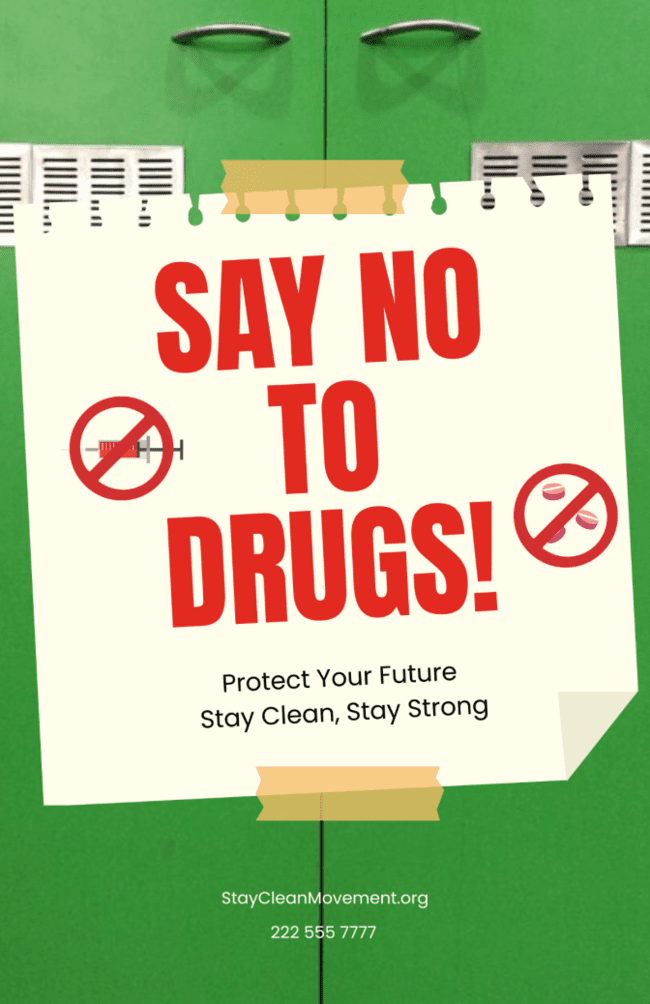 SAY NO
TO
DRUGS!
Protect Your Future
Stay Clean, Stay Strong
StayCleanMovement.org
222 555 7777